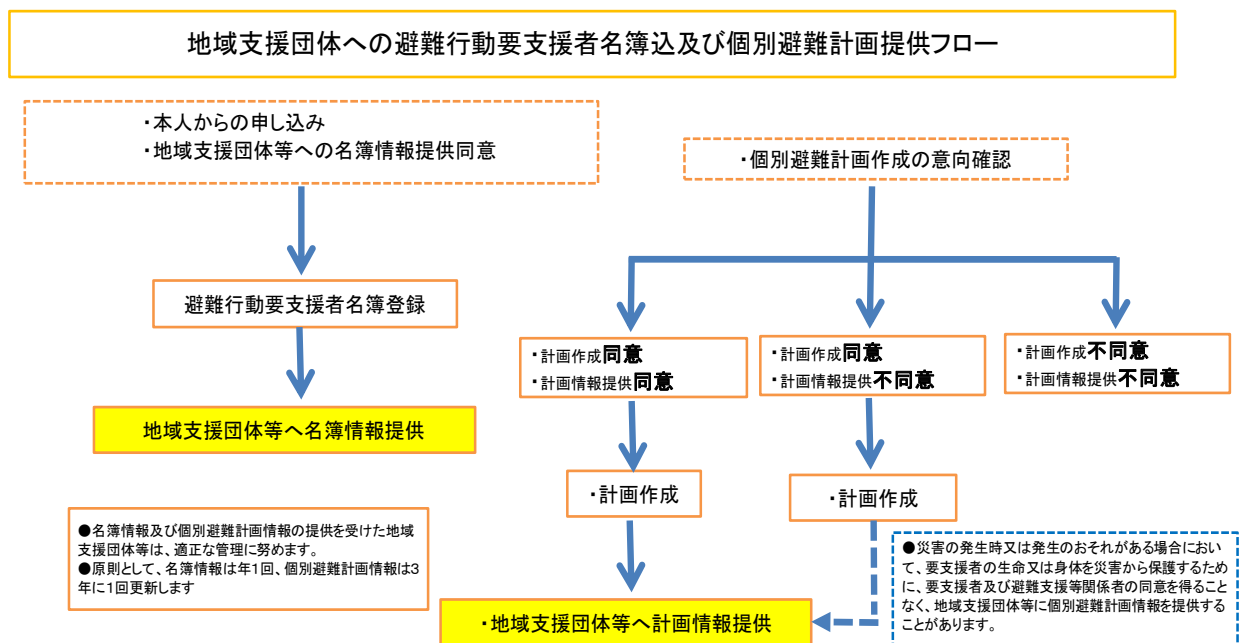 地域支援団体への避難行動要支援者名簿込及び個別避難計画提供フロー
・本人からの申し込み
・地域支援団体等への名簿情報提供同意
・個別避難計画作成の意向確認
避難行動要支援者名簿登録
・計画作成同意
・計画情報提供同意
・計画作成同意
・計画情報提供不同意
・計画作成不同意
・計画情報提供不同意
地域支援団体等へ名簿情報提供
・計画作成
・計画作成
●名簿情報及び個別避難計画情報の提供を受けた地域
支援団体等は、適正な管理に努めます。
●原則として、名簿情報は年1回、個別避難計画情報は3
年に1回更新します
●災害の発生時又は発生のおそれがある場合におい
て、要支援者の生命又は身体を災害から保護するため
に、要支援者及び避難支援等関係者の同意を得ること
なく、地域支援団体等に個別避難計画情報を提供する
ことがあります。
・地域支援団体等へ計画情報提供